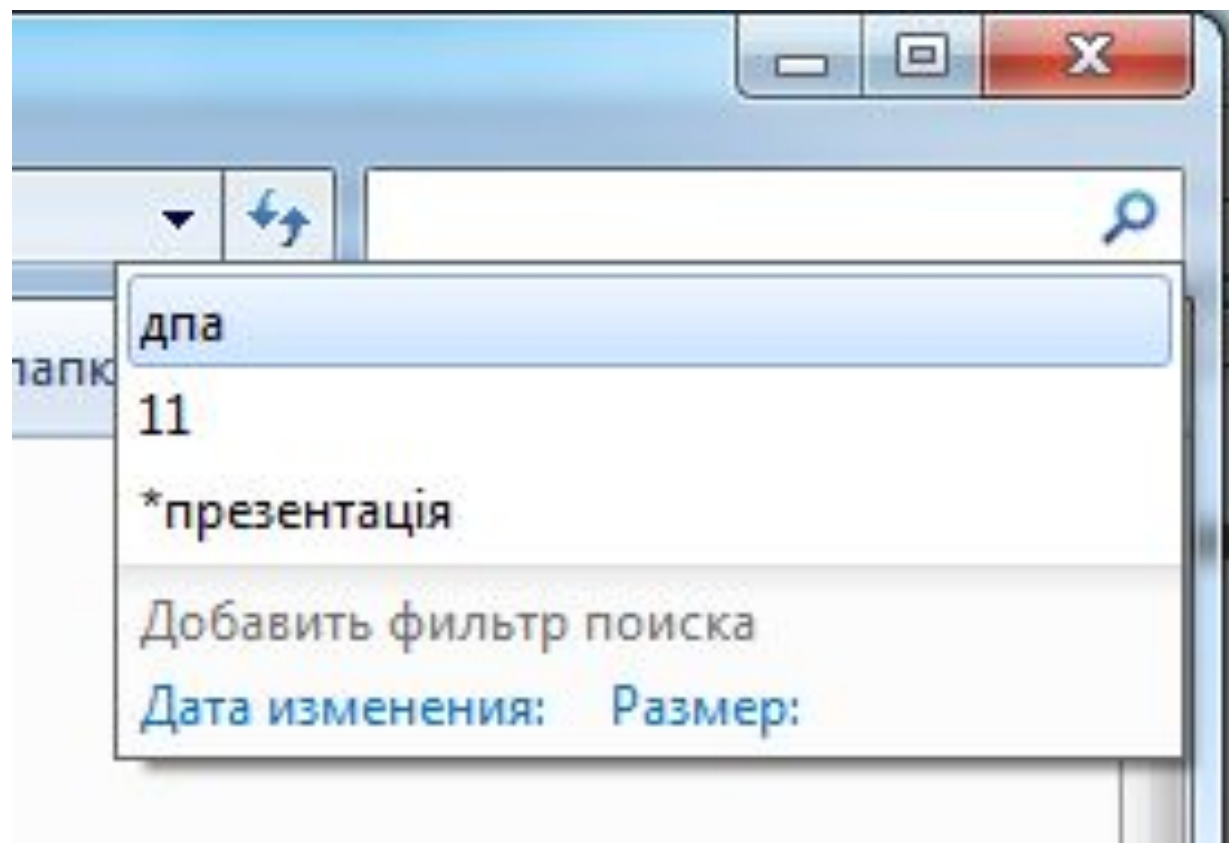 дпа
папк
11
*презентація
Добавить фильтр поиска
Дата изменения: Размер: